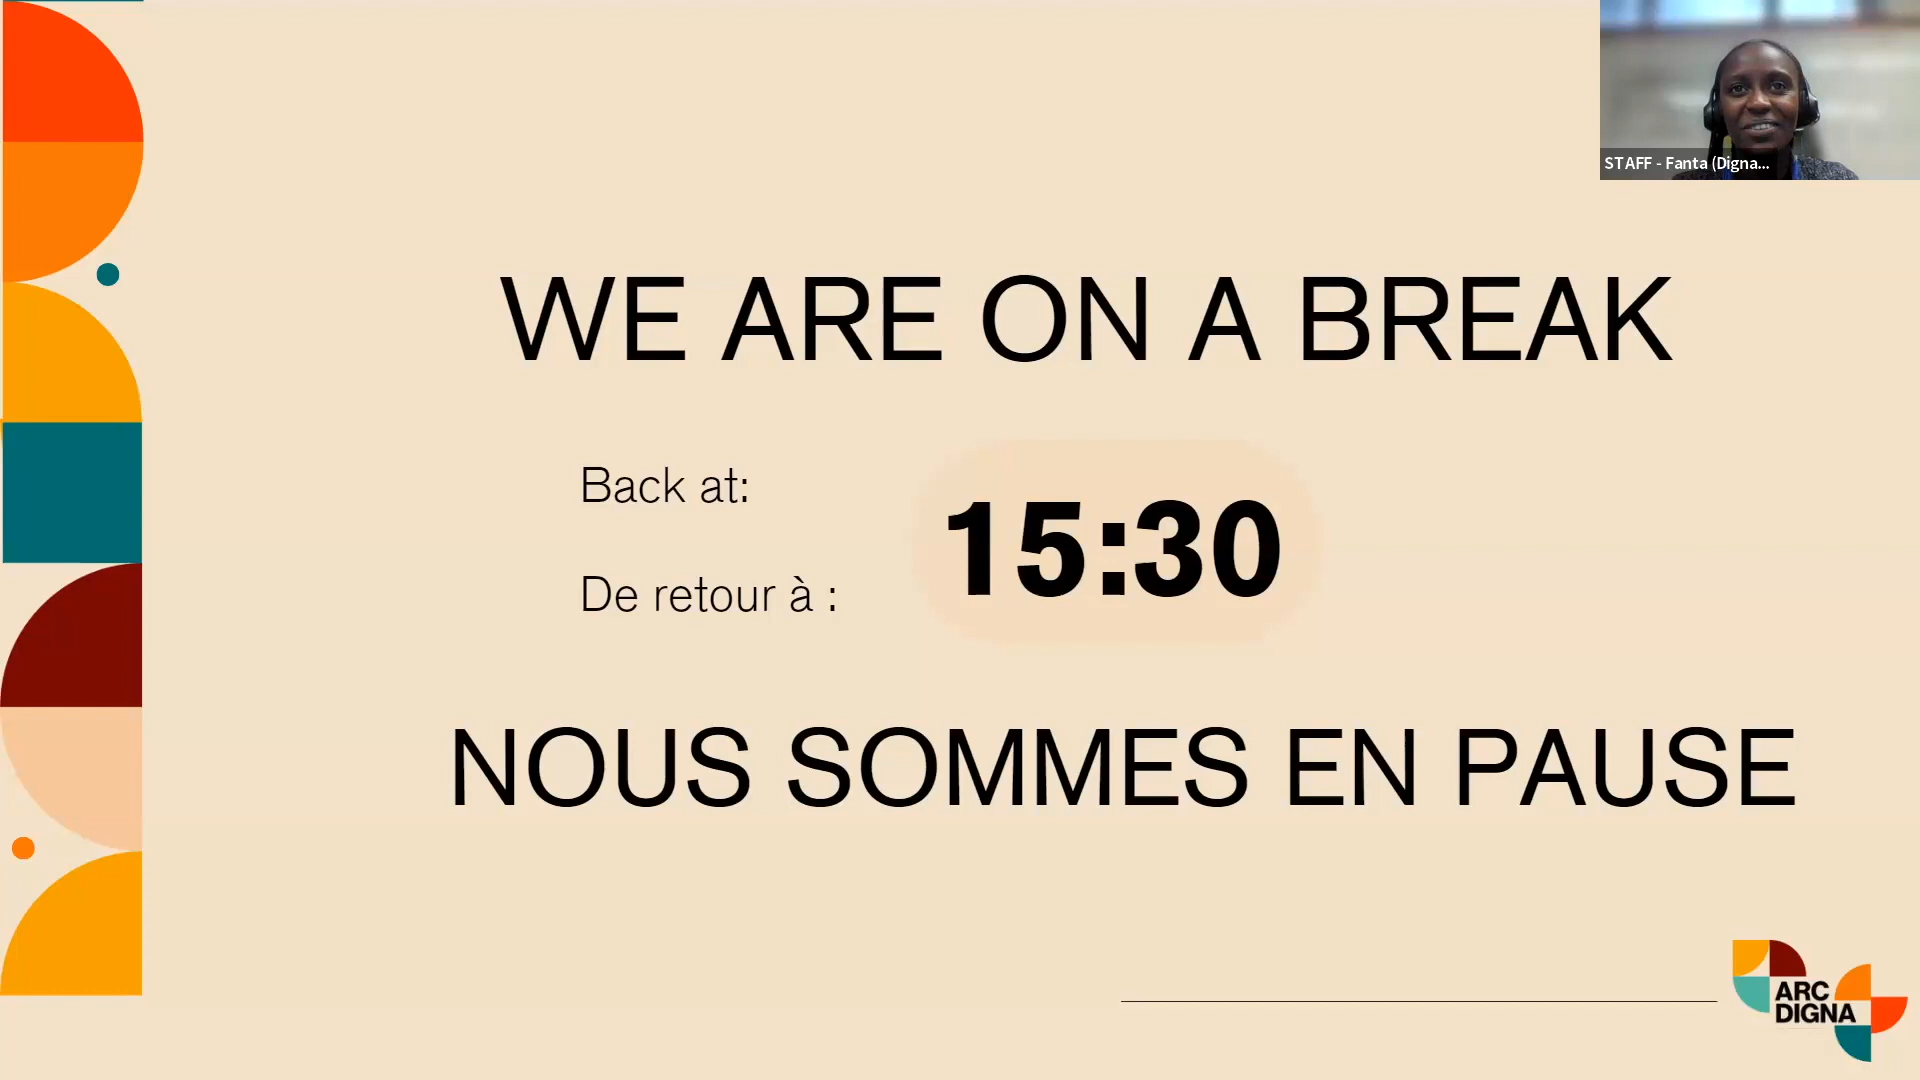 STAFF - Fanta (Digna...
WE ARE ON A BREAK
Back at:
15:30
De retour à :
NOUS SOMMES EN PAUSE
ARC
DIGNA